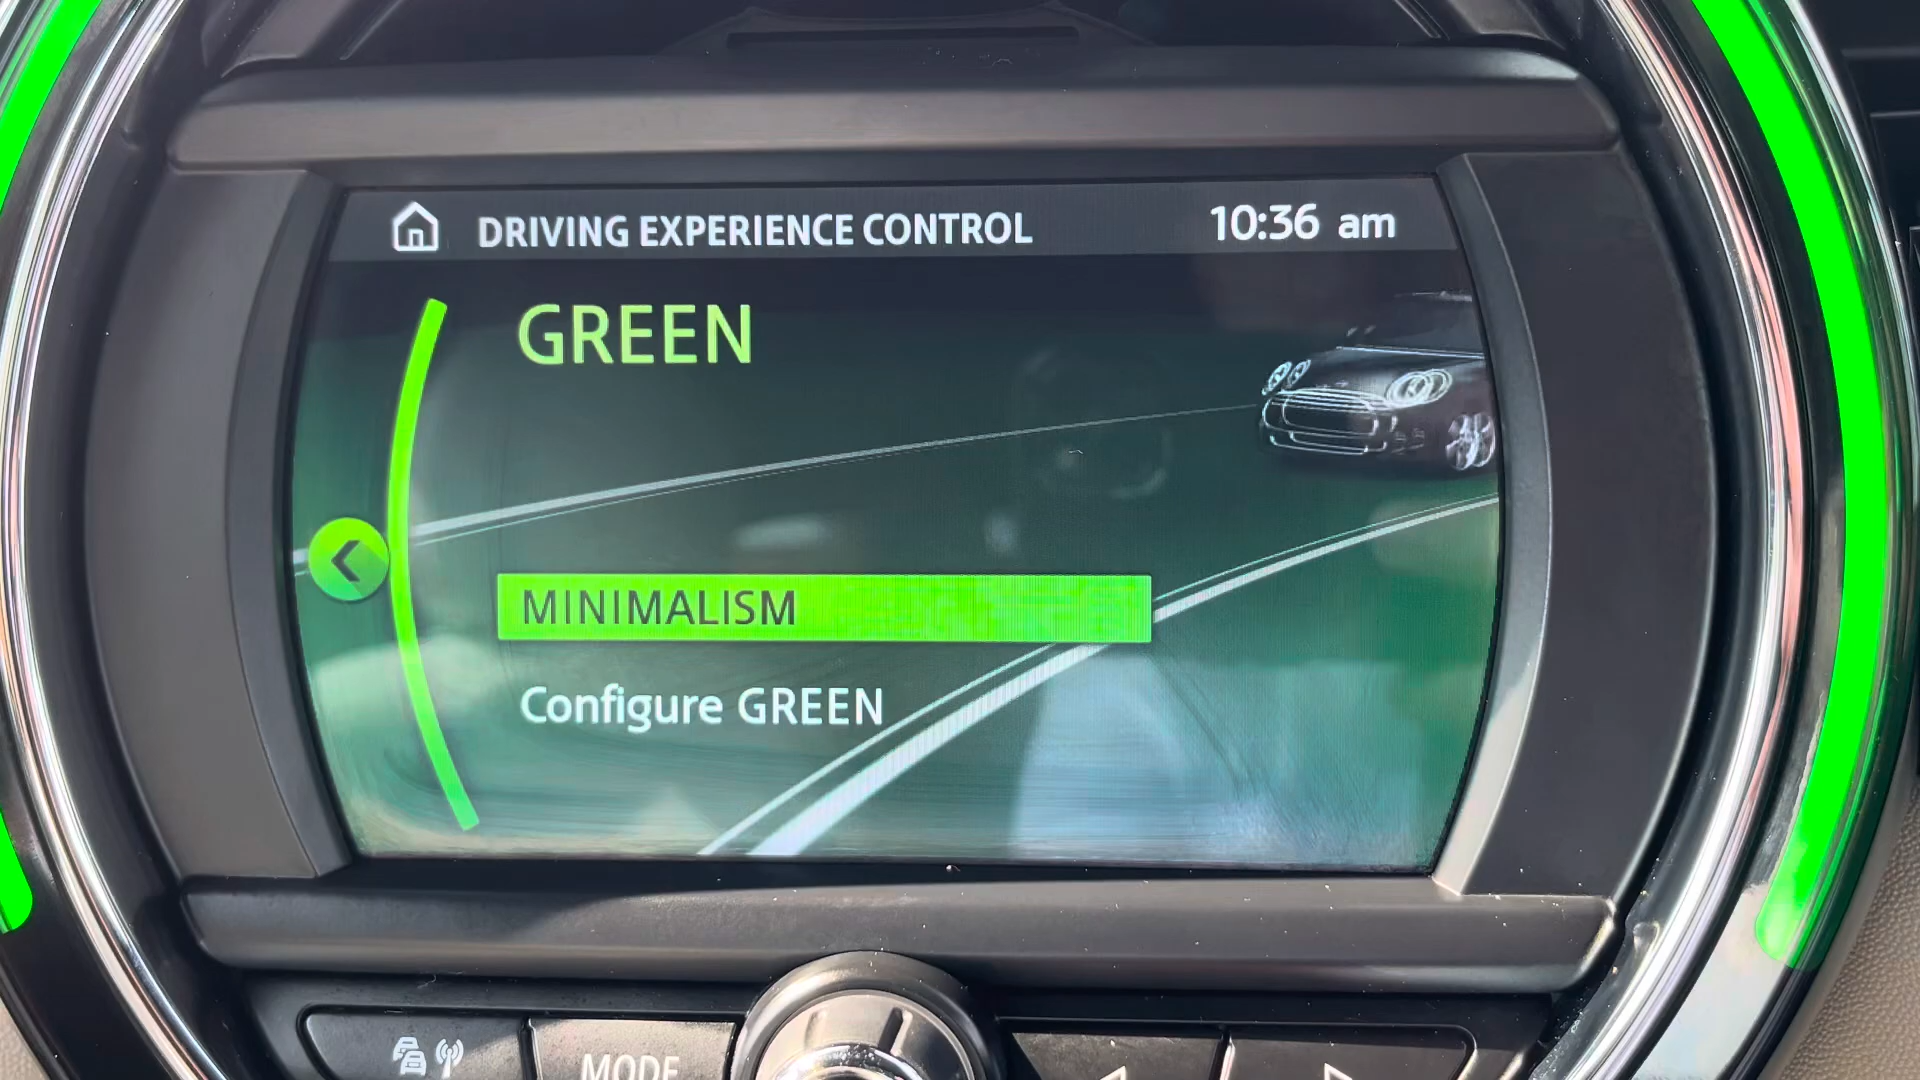 DRIVING EXPERIENCE CONTROL 10:36 am
GREEN
MINIMALISM
Configure GREEN
MODE